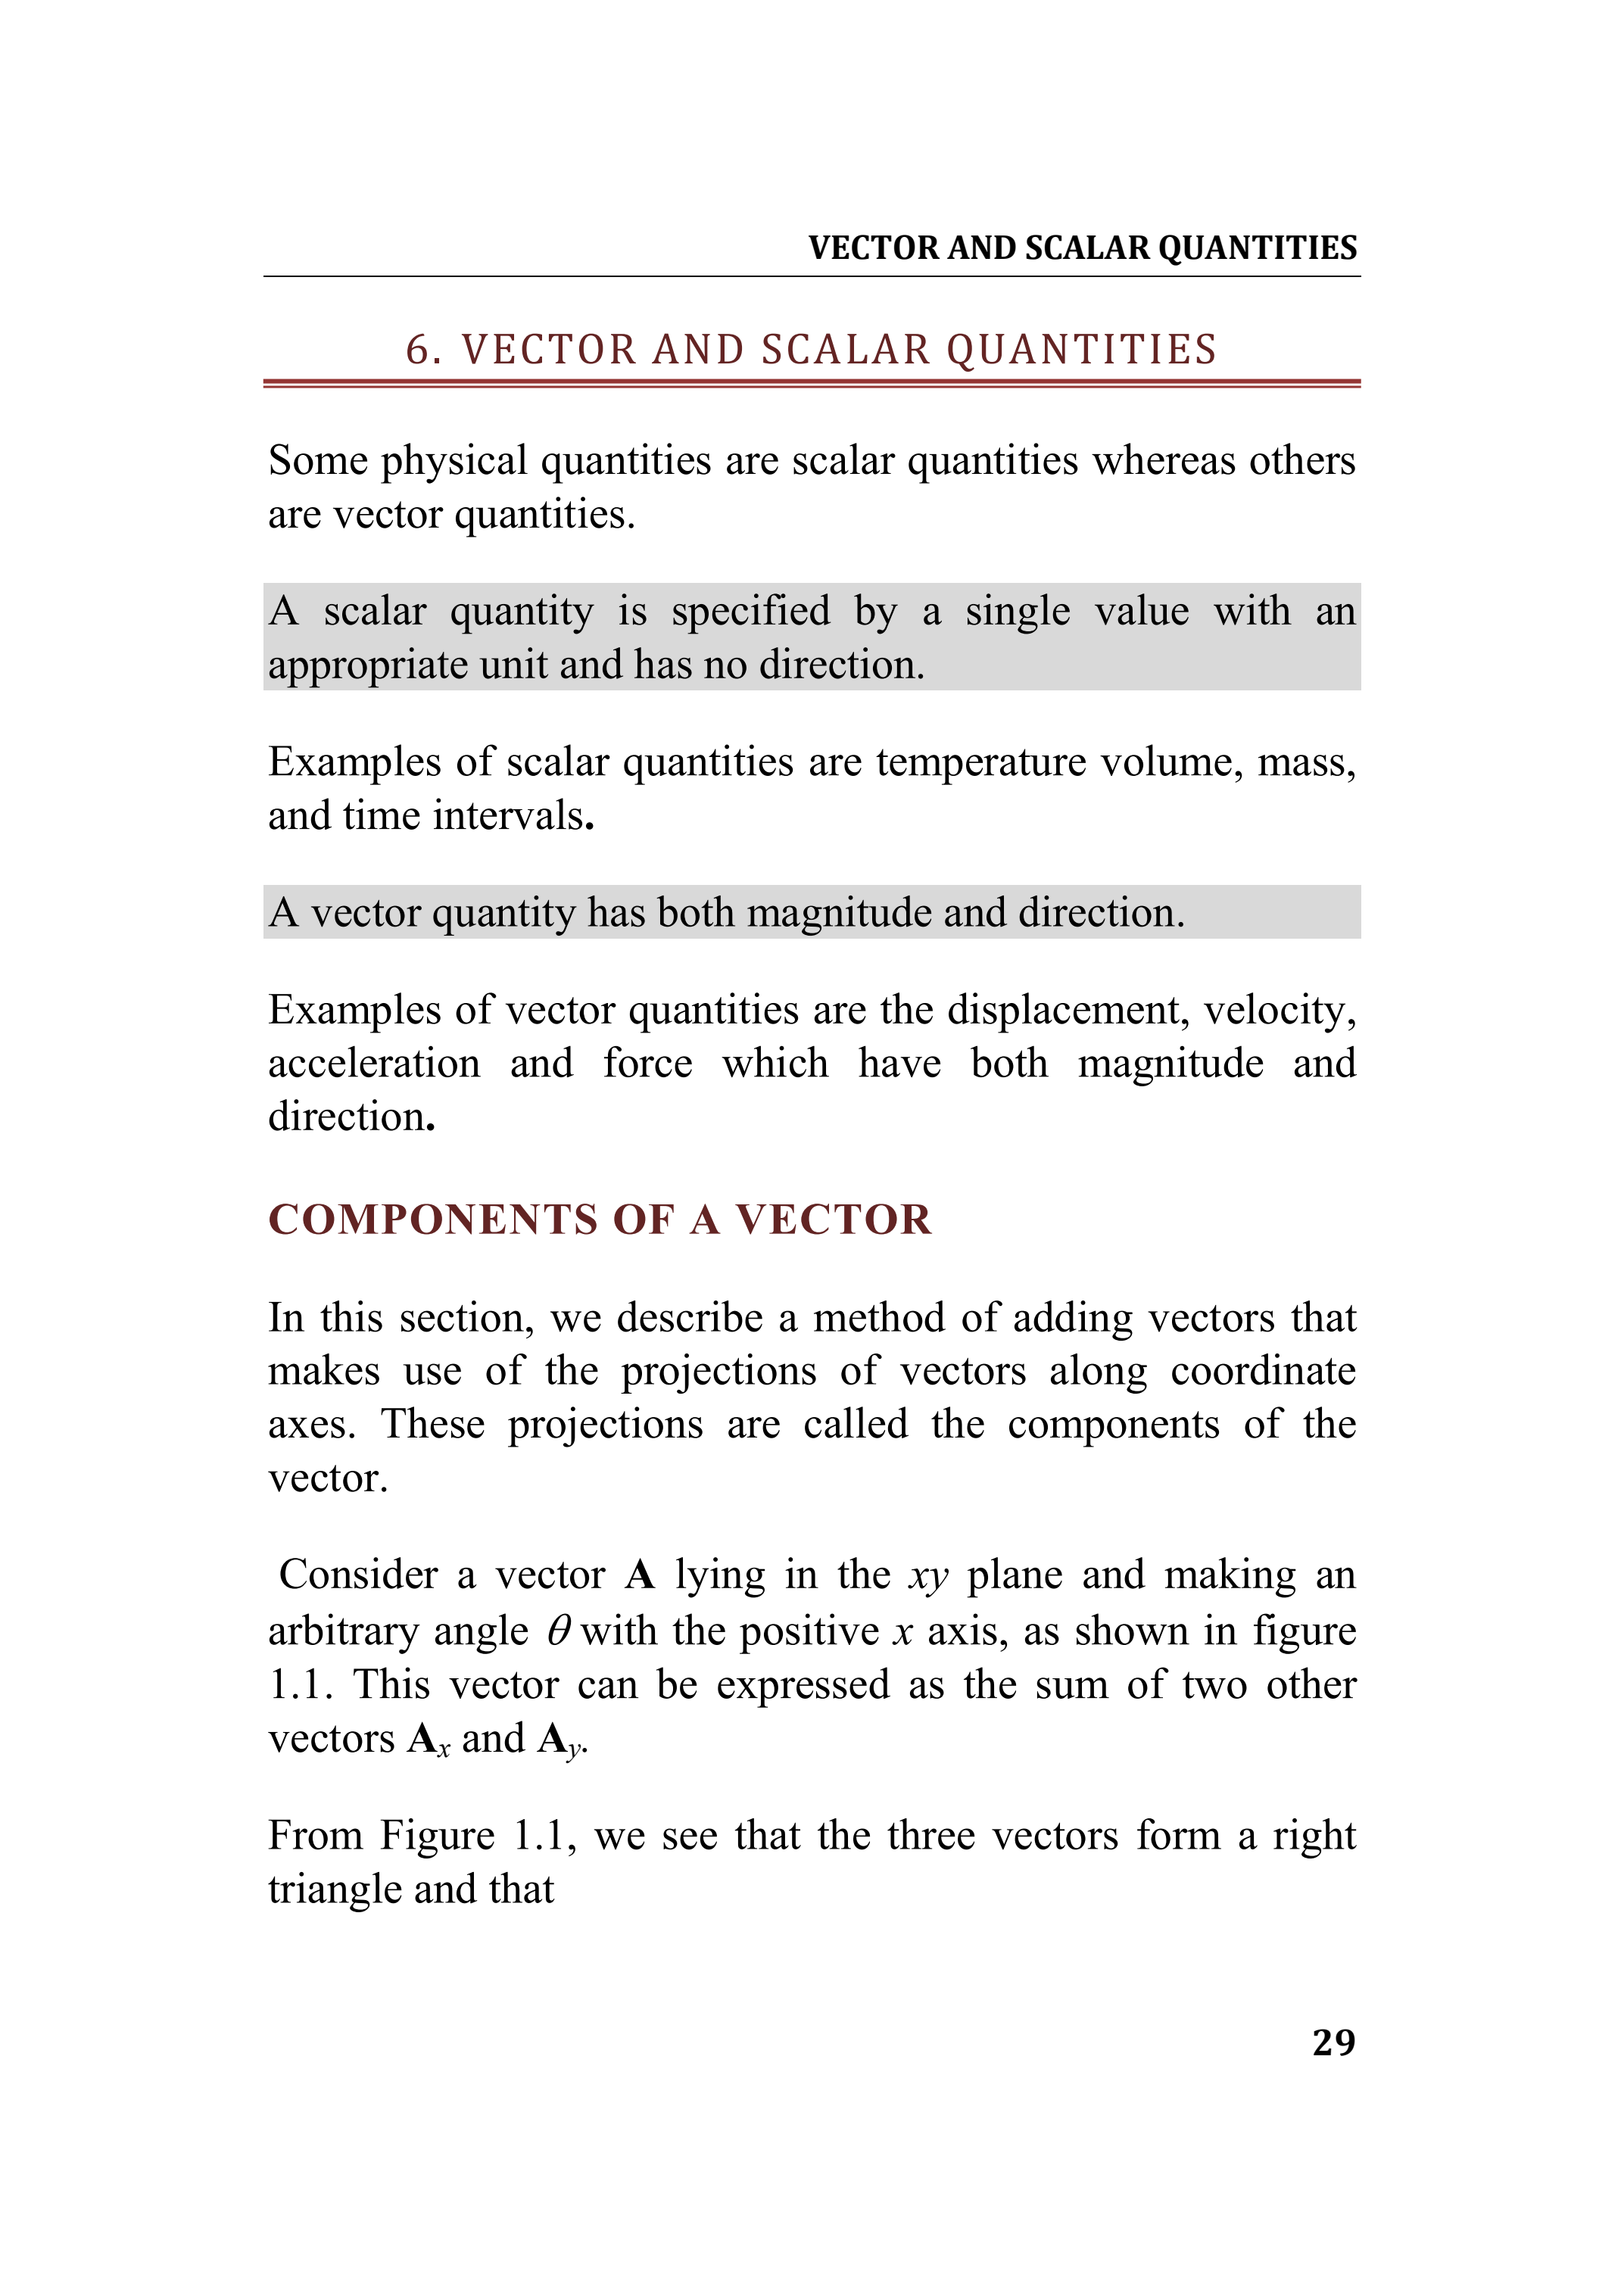 VECTOR AND SCALAR QUANTITIES
6. VECTOR AND SCALAR QUANTITIES
Some physical quantities are scalar quantities whereas others
are vector quantities.
A scalar quantity is specified by a single value with an
appropriate unit and has no direction.
Examples of scalar quantities are temperature volume, mass,
and time intervals.
A vector quantity has both magnitude and direction.
Examples of vector quantities are the displacement, velocity,
acceleration and force which have both magnitude and
direction.
COMPONENTS OF A VECTOR
In this section, we describe a method of adding vectors that
makes use of the projections of vectors along coordinate
axes. These projections are called the components of the
vector.
Consider a vector A lying in the xy plane and making an
arbitrary angle θ with the positive x axis, as shown in figure
1.1. This vector can be expressed as the sum of two other
vectors Aₓ and Aᵧ.
From Figure 1.1, we see that the three vectors form a right
triangle and that
29